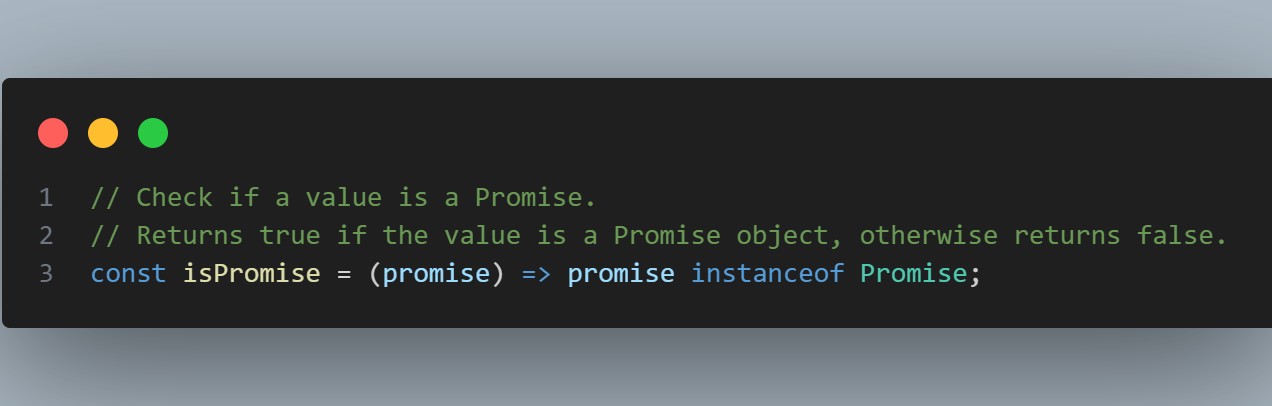 1 // Check if a value is a Promise.
2 // Returns true if the value is a Promise object, otherwise returns false.
3 const isPromise = (promise) => promise instanceof Promise;